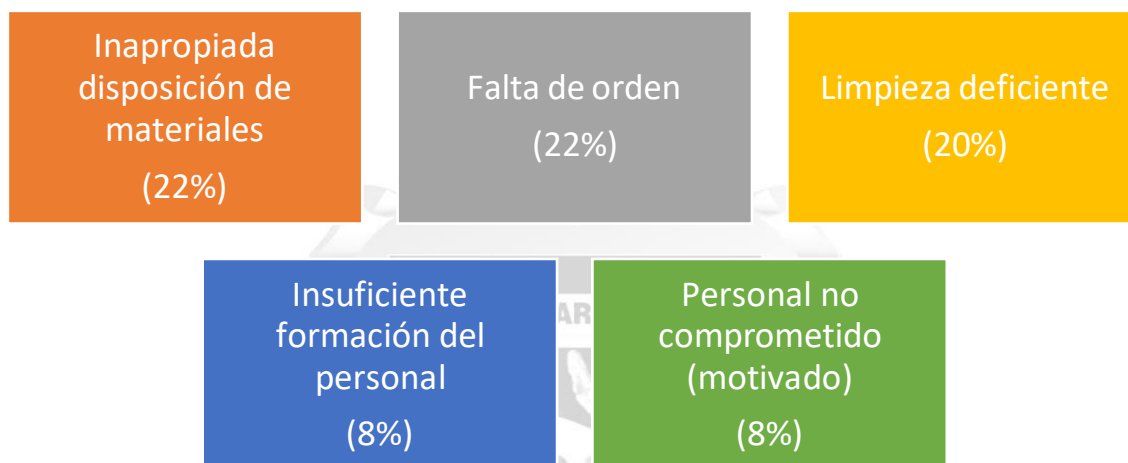 Inapropiada
disposición de
materiales
(22%)
Falta de orden
(22%)
Limpieza deficiente
(20%)
Insuficiente
formación del
personal
(8%)
Personal no
comprometido
(motivado)
(8%)
AR